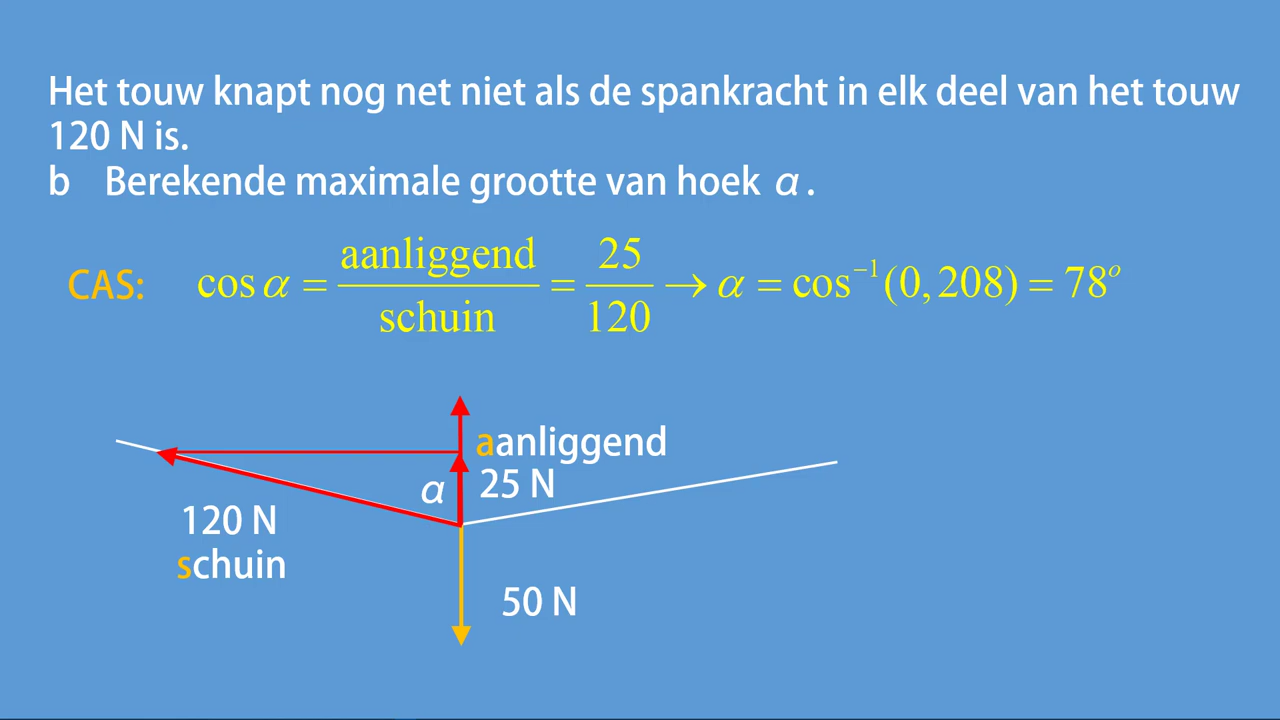 Het touw knapt nog net niet als de spankracht in elk deel van het touw
120 N is.
b Berekende maximale grootte van hoek α.
CAS: cos α = aanliggend/schuin = 25/120 → α = cos⁻¹(0,208) = 78°
aanliggend
α 25 N
120 N
schuin
50 N